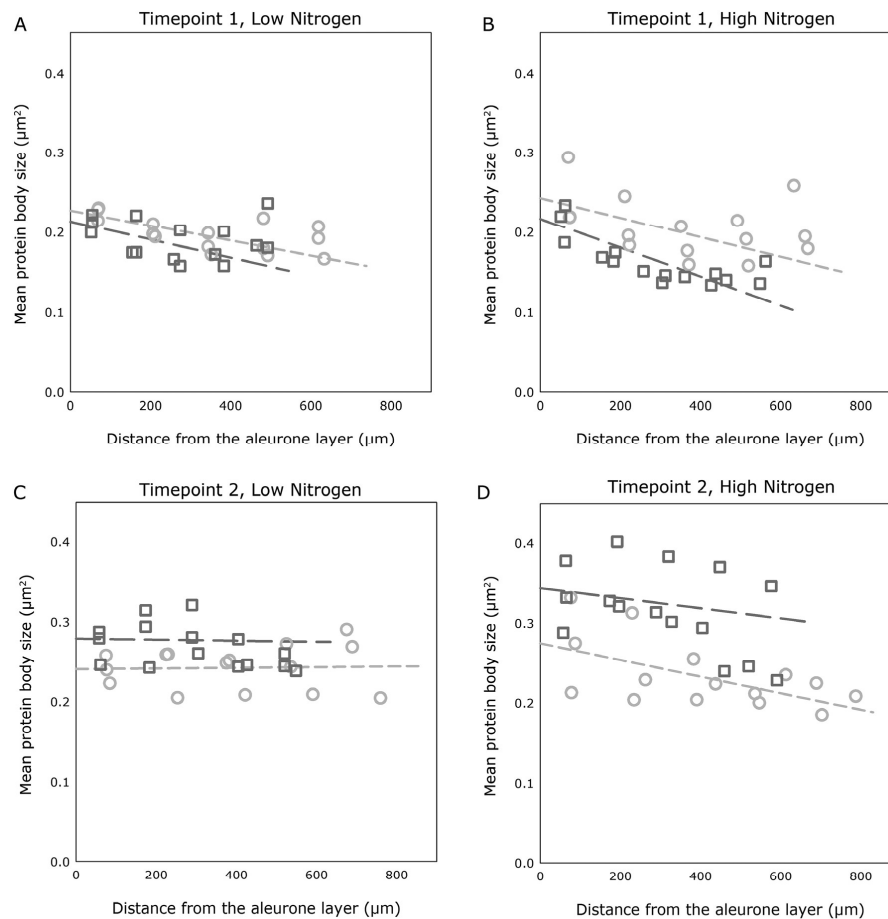 A
Timepoint 1, Low Nitrogen
Mean protein body size (µm²)
0.4
0.3
0.2
0.1
0.0
0 200 400 600 800
Distance from the aleurone layer (µm)
B
Timepoint 1, High Nitrogen
Mean protein body size (µm²)
0.4
0.3
0.2
0.1
0.0
0 200 400 600 800
Distance from the aleurone layer (µm)
C
Timepoint 2, Low Nitrogen
Mean protein body size (µm²)
0.4
0.3
0.2
0.1
0.0
0 200 400 600 800
Distance from the aleurone layer (µm)
D
Timepoint 2, High Nitrogen
Mean protein body size (µm²)
0.4
0.3
0.2
0.1
0.0
0 200 400 600 800
Distance from the aleurone layer (µm)